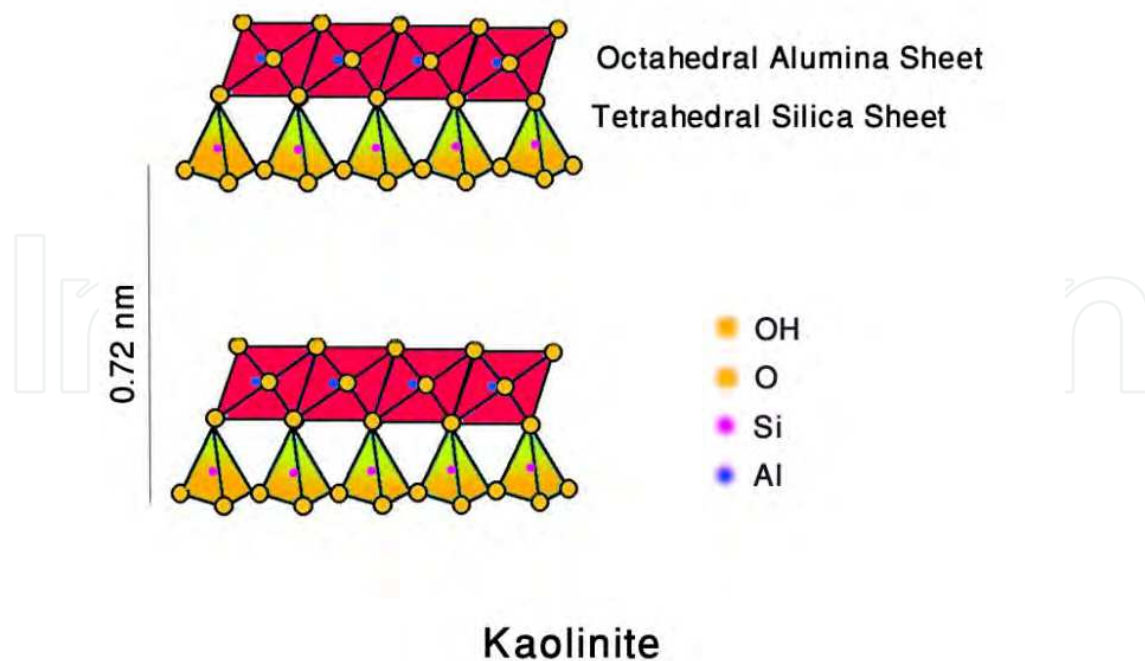 Octahedral Alumina Sheet
Tetrahedral Silica Sheet
0.72 nm
OH
O
Si
Al
Kaolinite